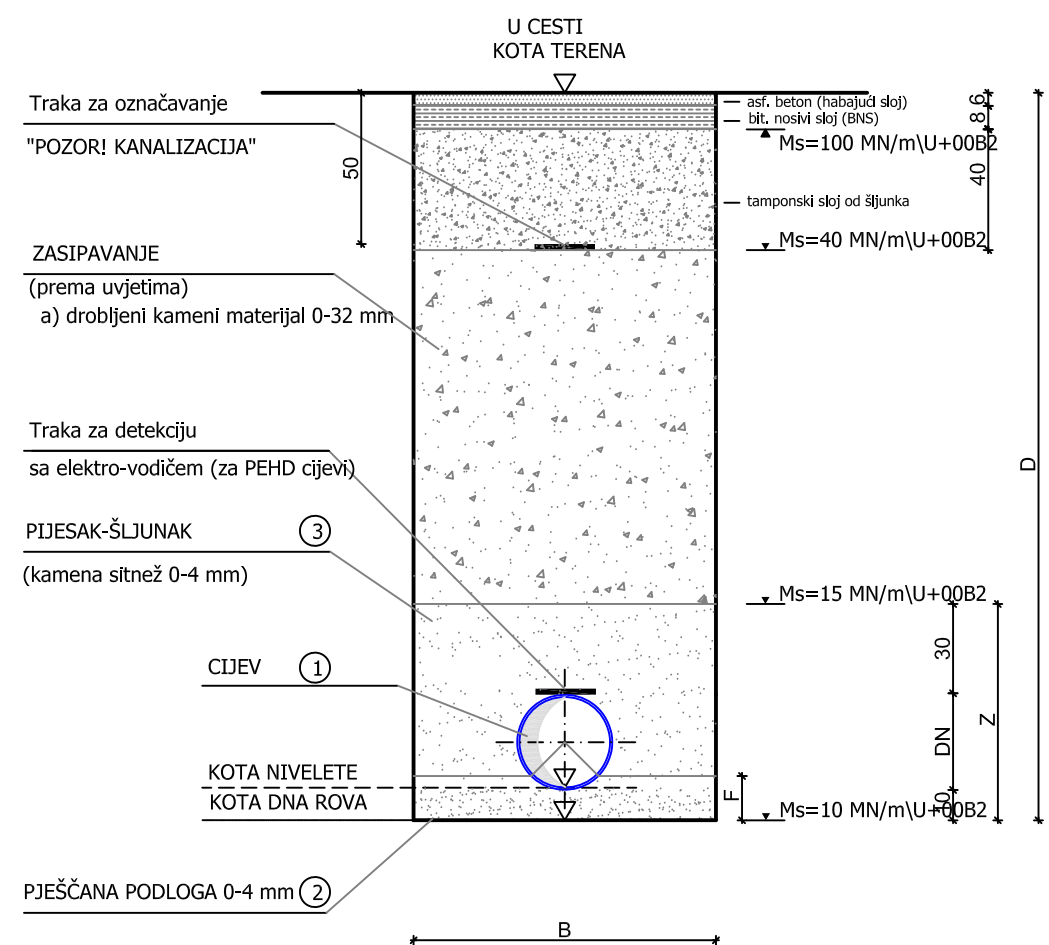 U CESTI
KOTA TERENA
Traka za označavanje
"POZOR! KANALIZACIJA"
50
asf. beton (habajući sloj)
bit. nosivi sloj (BNS)
6
8
Ms=100 MN/m\U+00B2
40
tamponski sloj od šljunka
Ms=40 MN/m\U+00B2
ZASIPAVANJE
(prema uvjetima)
a) drobljeni kameni materijal 0-32 mm
Traka za detekciju
sa elektro-vodičem (za PEHD cijevi)
D
PIJESAK-ŠLJUNAK 3
(kamena sitnež 0-4 mm)
Ms=15 MN/m\U+00B2
30
CIJEV 1
DN
Z
KOTA NIVELETE
KOTA DNA ROVA
F
10
Ms=10 MN/m\U+00B2
PJEŠČANA PODLOGA 0-4 mm 2
B